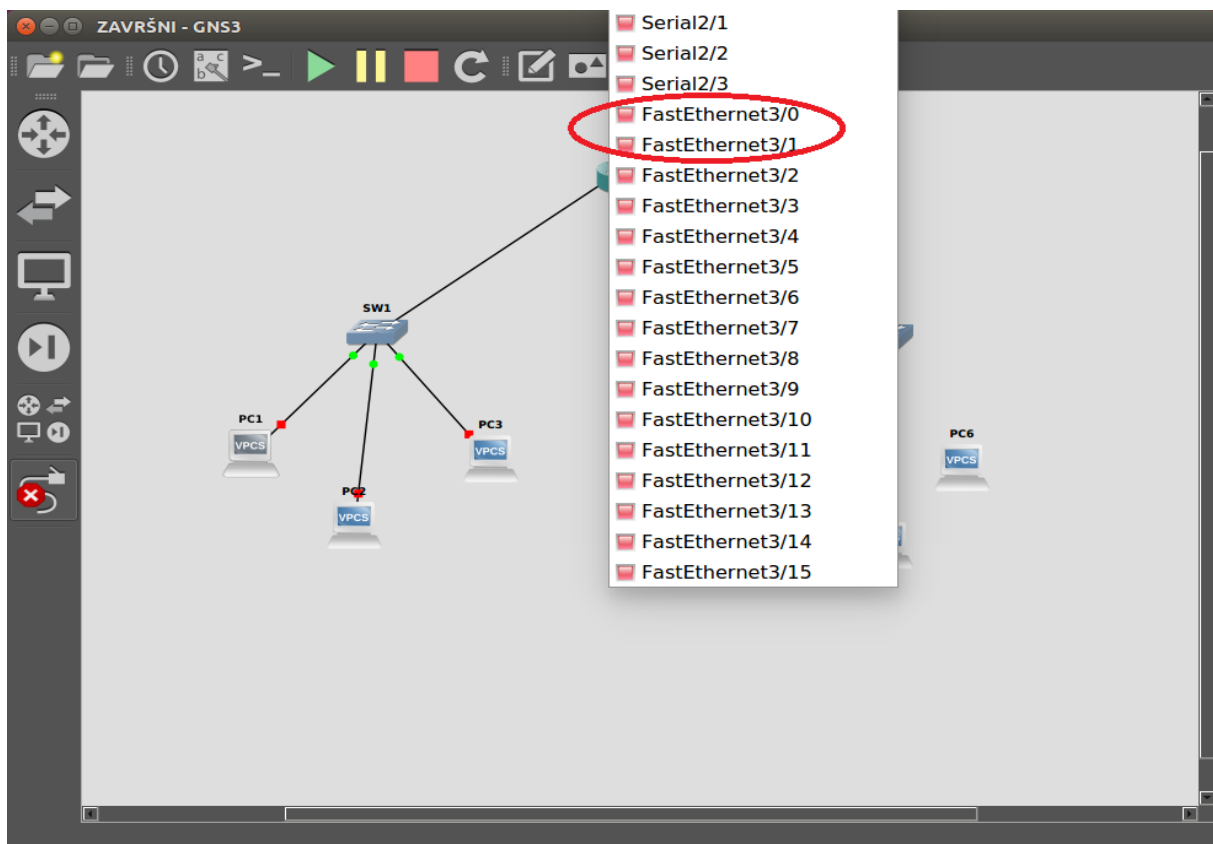 ZAVRŠNI - GNS3
Serial2/1
Serial2/2
Serial2/3
FastEthernet3/0
FastEthernet3/1
FastEthernet3/2
FastEthernet3/3
FastEthernet3/4
FastEthernet3/5
FastEthernet3/6
FastEthernet3/7
FastEthernet3/8
FastEthernet3/9
FastEthernet3/10
FastEthernet3/11
FastEthernet3/12
FastEthernet3/13
FastEthernet3/14
FastEthernet3/15
SW1
PC1
VPCS
PC2
VPCS
PC3
VPCS
PC6
VPCS